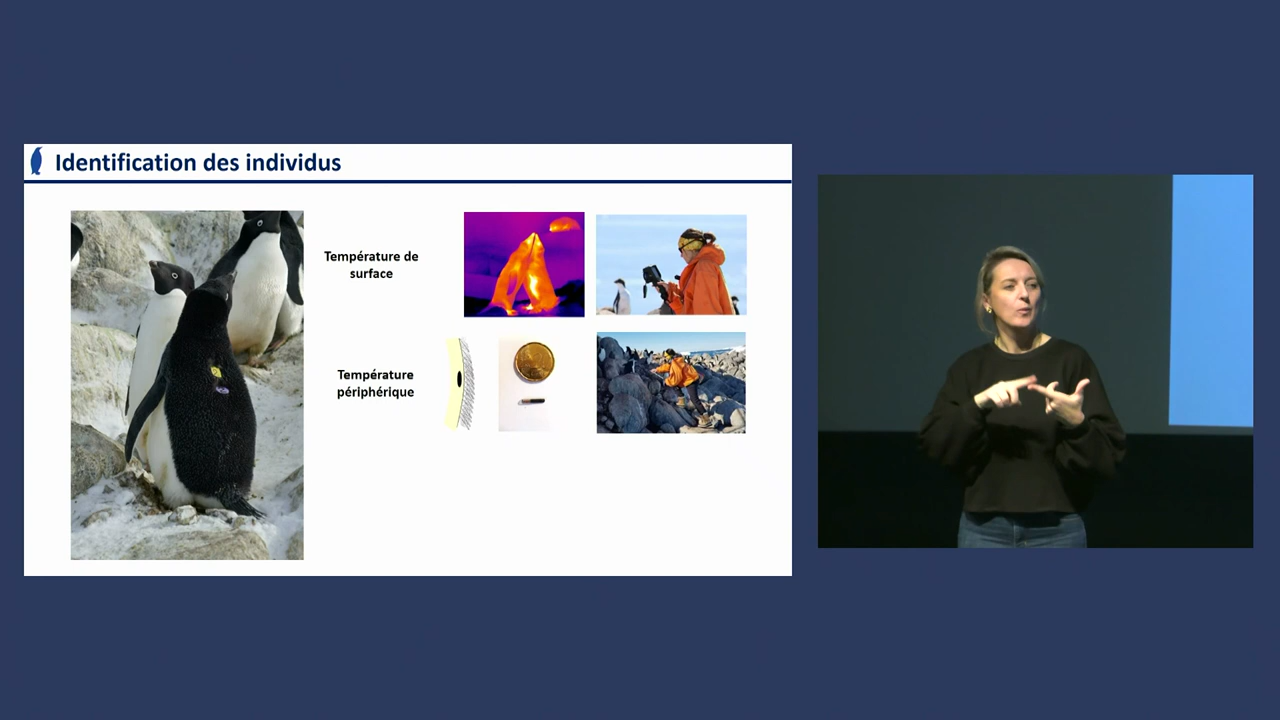 Identification des individus
Température de
surface
Température
périphérique